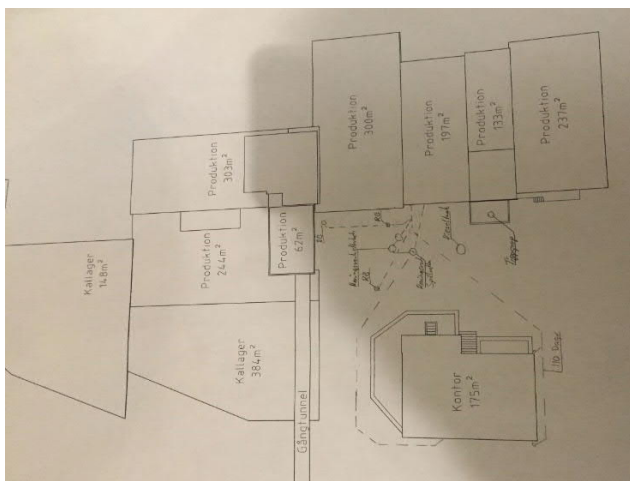 Kallager
148m²
Produktion
303m²
Produktion
244m²
Produktion
62m²
Kallager
384m²
Gångtunnel
Produktion
300m²
Produktion
197m²
Produktion
133m²
Produktion
237m²
Kontor
175m²